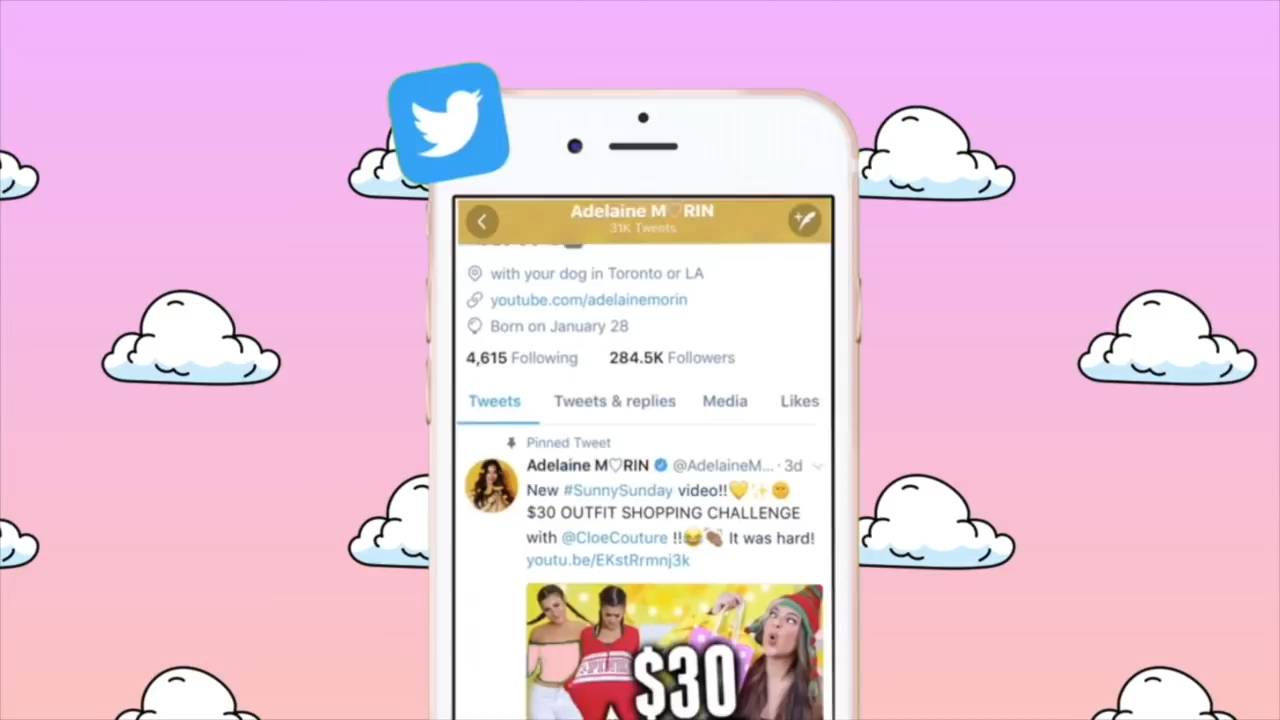 Adelaine M♡RIN
31K Tweets
with your dog in Toronto or LA
youtube.com/adelainemorin
Born on January 28
4,615 Following 284.5K Followers
Tweets Tweets & replies Media Likes
Pinned Tweet
Adelaine M♡RIN @AdelaineM... · 3d
New #SunnySunday video!!💛✨🌞
$30 OUTFIT SHOPPING CHALLENGE
with @CloeCouture !!😂👏🏽 It was hard!
youtu.be/EKstRrmnj3k
$30